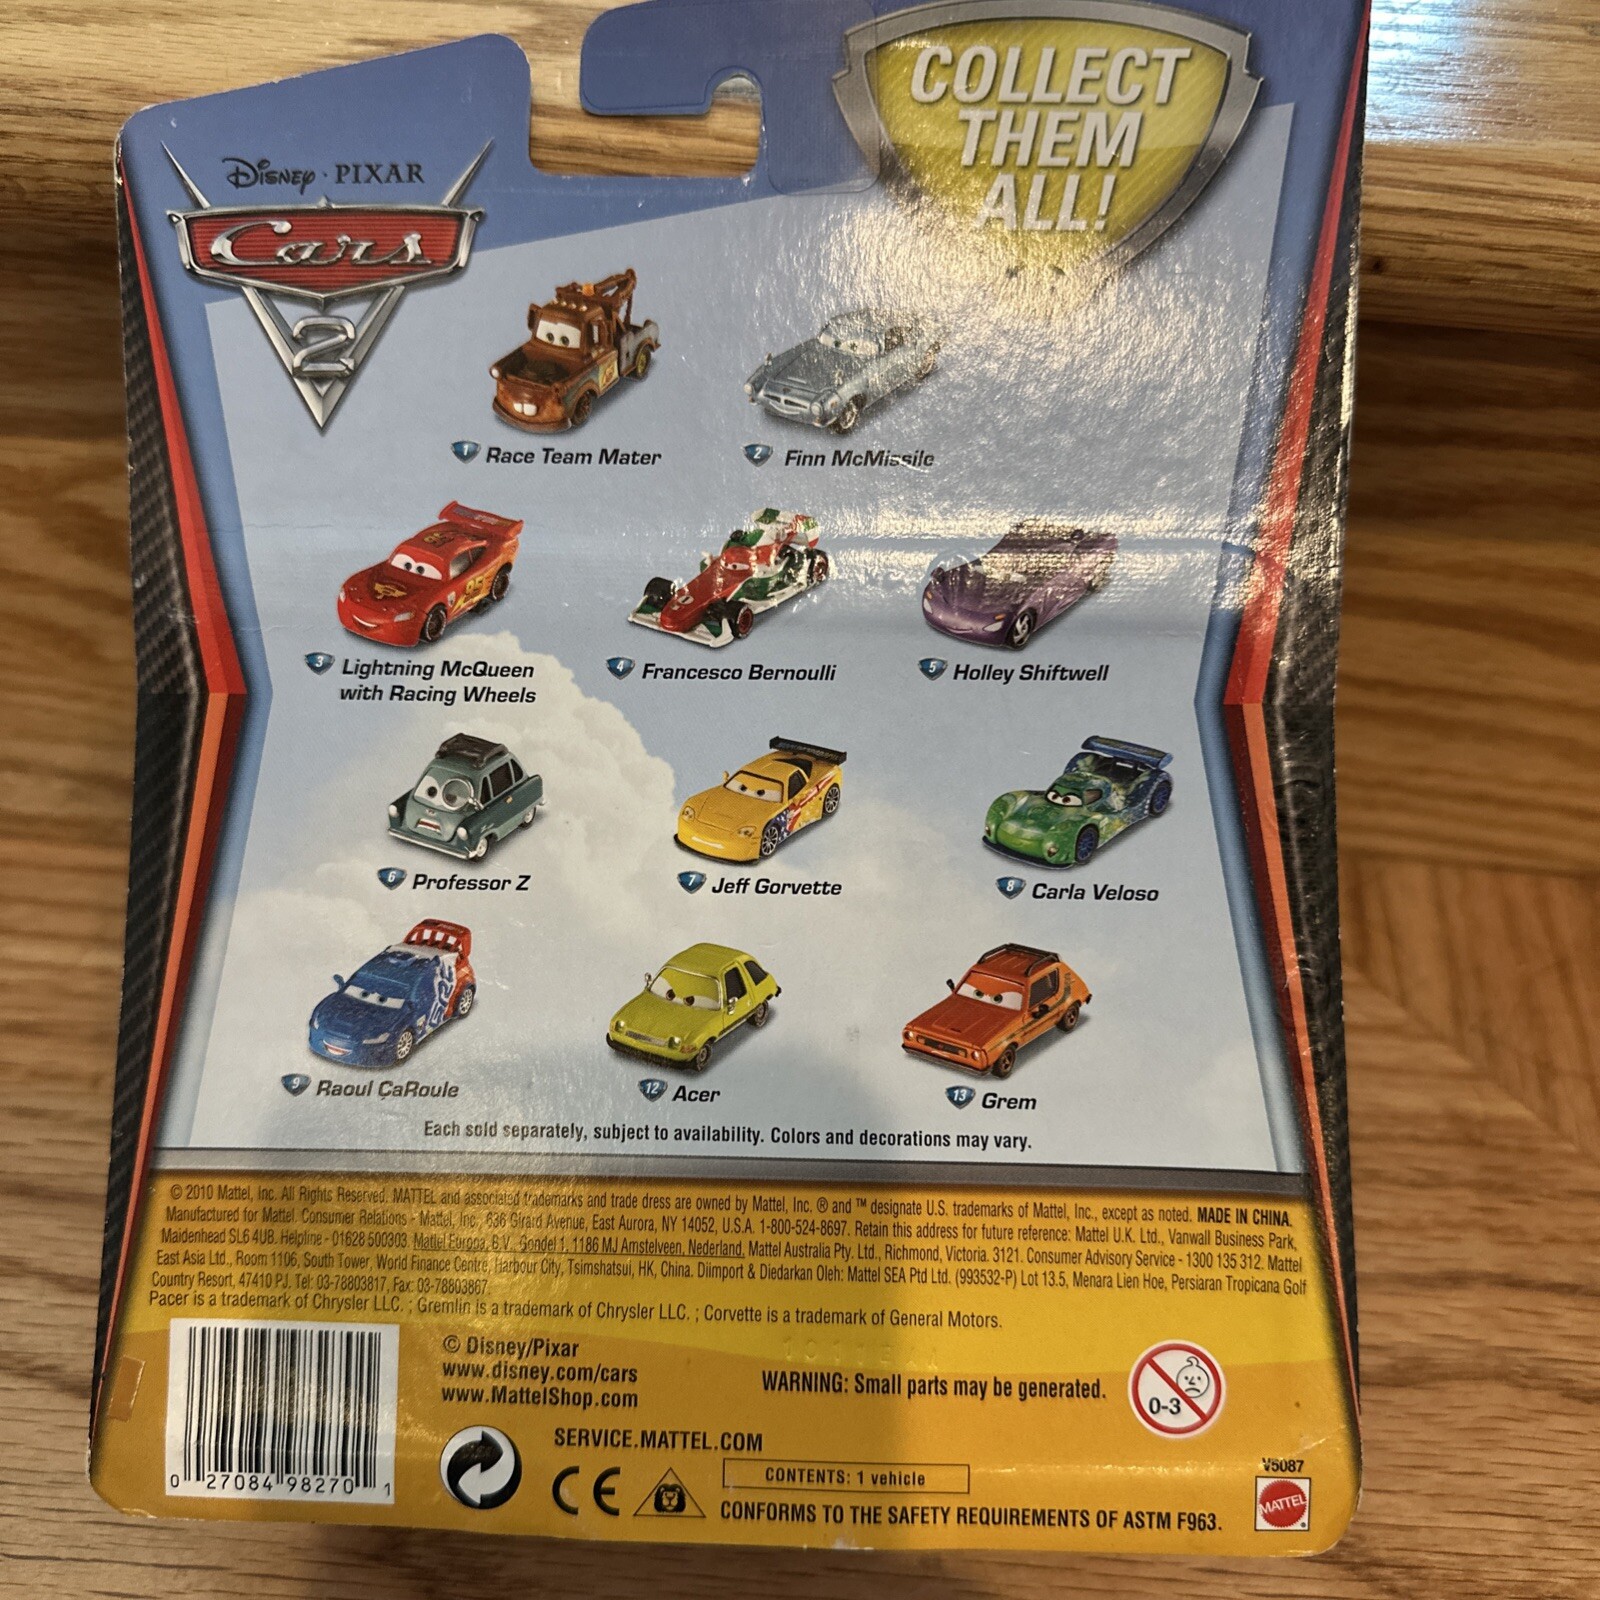 COLLECT
THEM
ALL!
DISNEY · PIXAR
Cars
2
1 Race Team Mater
2 Finn McMissile
3 Lightning McQueen
with Racing Wheels
4 Francesco Bernoulli
5 Holley Shiftwell
6 Professor Z
7 Jeff Gorvette
8 Carla Veloso
9 Raoul ÇaRoule
12 Acer
13 Grem
Each sold separately, subject to availability. Colors and decorations may vary.
© 2010 Mattel, Inc. All Rights Reserved. MATTEL and associated trademarks and trade dress are owned by Mattel, Inc. ® and ™ designate U.S. trademarks of Mattel, Inc., except as noted. MADE IN CHINA.
Manufactured for Mattel. Consumer Relations - Mattel, Inc., 636 Girard Avenue, East Aurora, NY 14052, U.S.A. 1-800-524-8697. Retain this address for future reference: Mattel U.K. Ltd., Vanwall Business Park,
Maidenhead SL6 4UB. Helpline - 01628 500303. Mattel Europa, B.V., Gondel 1, 1186 MJ Amstelveen, Nederland. Mattel Australia Pty. Ltd., Richmond, Victoria. 3121. Consumer Advisory Service - 1300 135 312. Mattel
East Asia Ltd., Room 1106, South Tower, World Finance Centre, Harbour City, Tsimshatsui, HK, China. Diimport & Diedarkan Oleh: Mattel SEA Ptd Ltd. (993532-P) Lot 13.5, Menara Lien Hoe, Persiaran Tropicana Golf
Country Resort, 47410 PJ. Tel: 03-78803817, Fax: 03-78803867.
Pacer is a trademark of Chrysler LLC. ; Gremlin is a trademark of Chrysler LLC. ; Corvette is a trademark of General Motors.
© Disney/Pixar
www.disney.com/cars
www.MattelShop.com
WARNING: Small parts may be generated.
0-3
SERVICE.MATTEL.COM
CE
CONTENTS: 1 vehicle
CONFORMS TO THE SAFETY REQUIREMENTS OF ASTM F963.
V5087
MATTEL
0 27084 98270 1